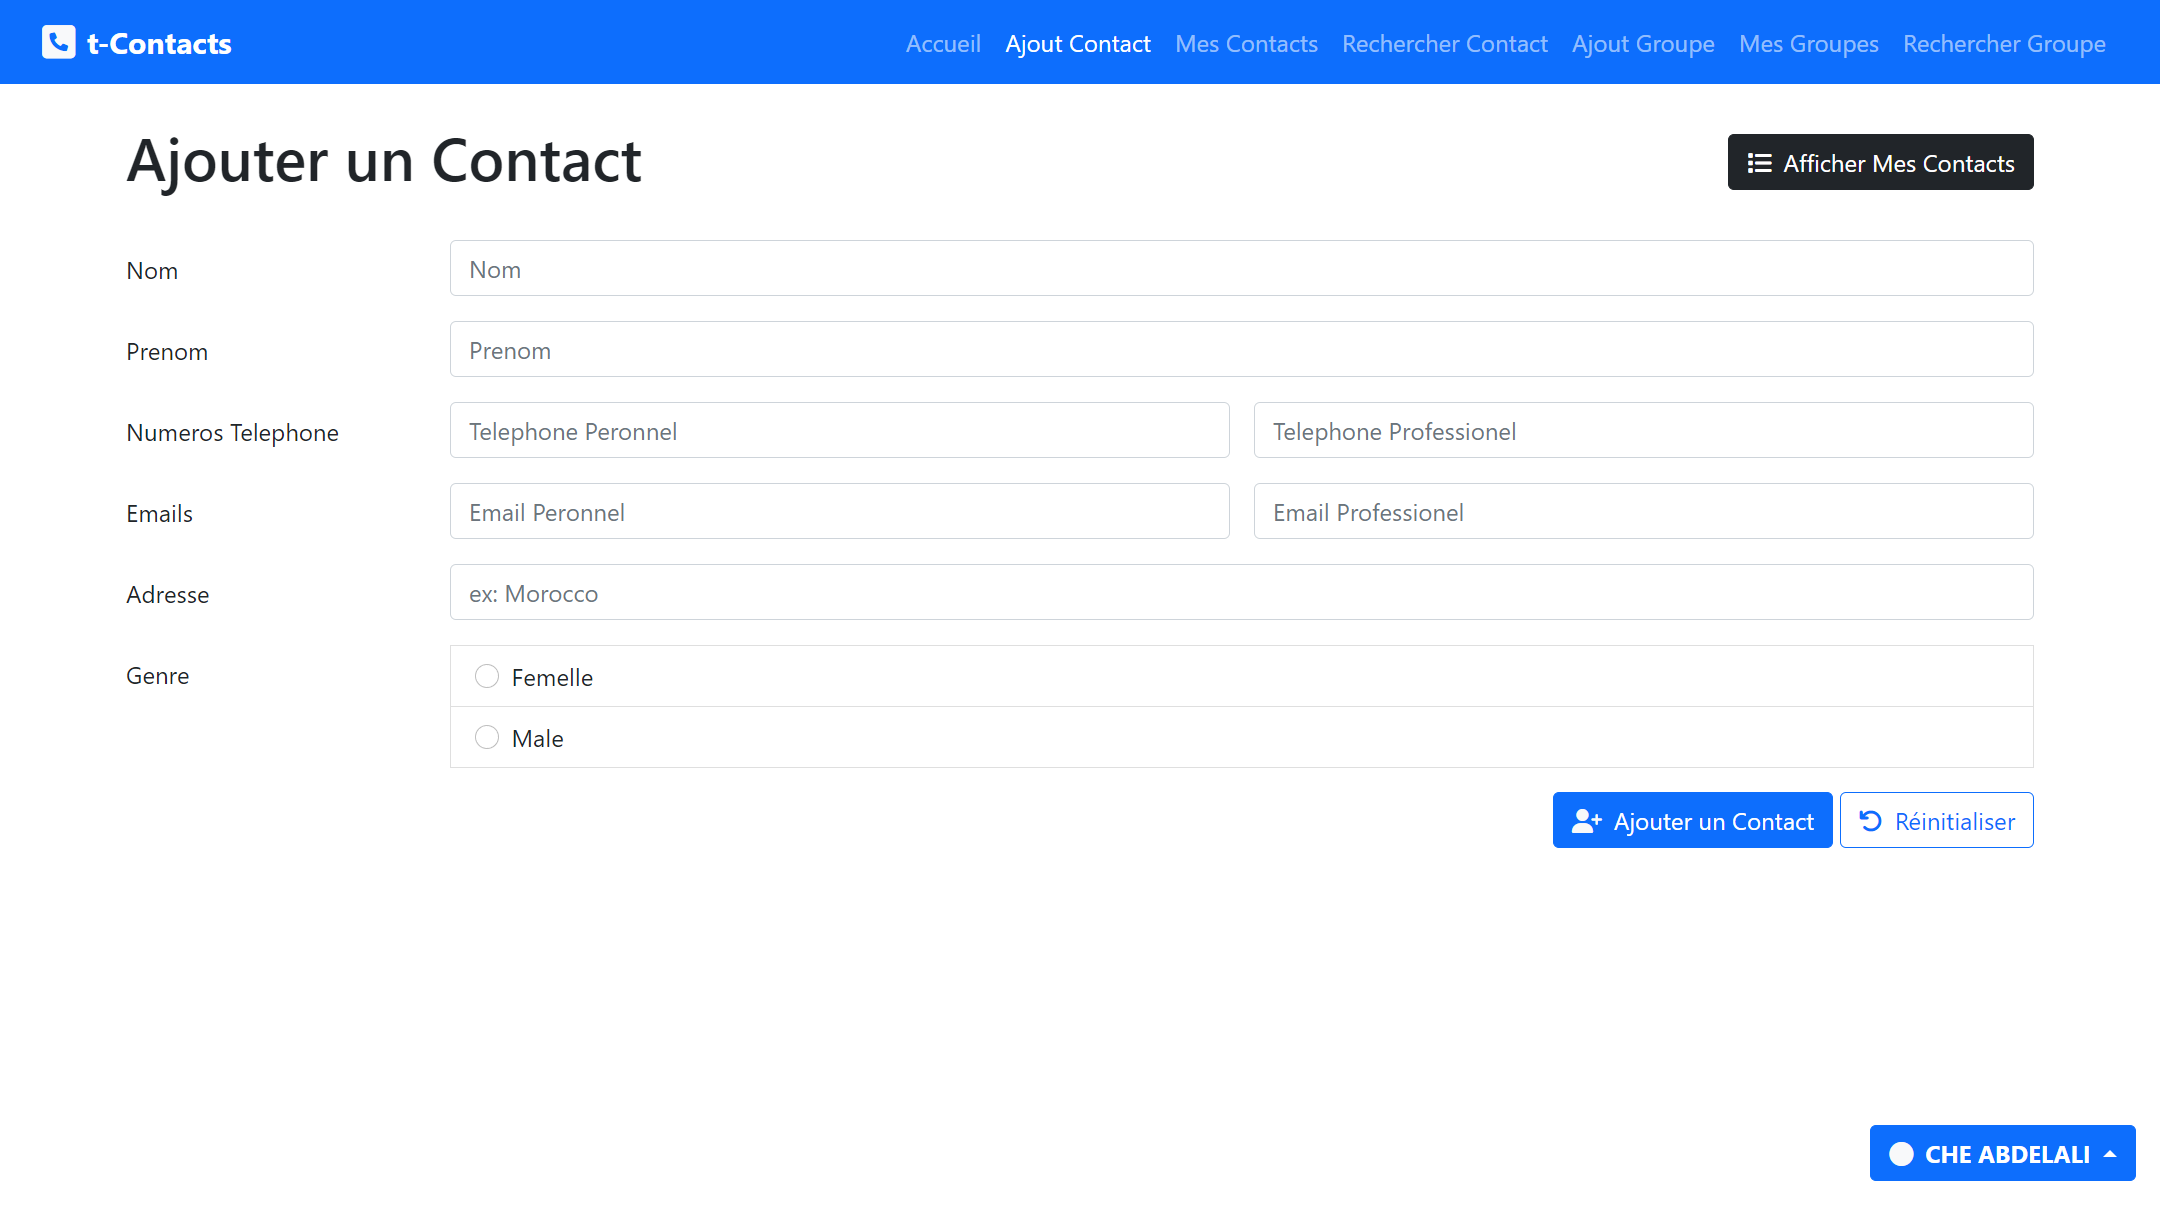 t-Contacts Accueil Ajout Contact Mes Contacts Rechercher Contact Ajout Groupe Mes Groupes Rechercher Groupe
Ajouter un Contact Afficher Mes Contacts
Nom Nom
Prenom Prenom
Numeros Telephone Telephone Peronnel Telephone Professionel
Emails Email Peronnel Email Professionel
Adresse ex: Morocco
Genre Femelle
Male
Ajouter un Contact Réinitialiser
CHE ABDELALI